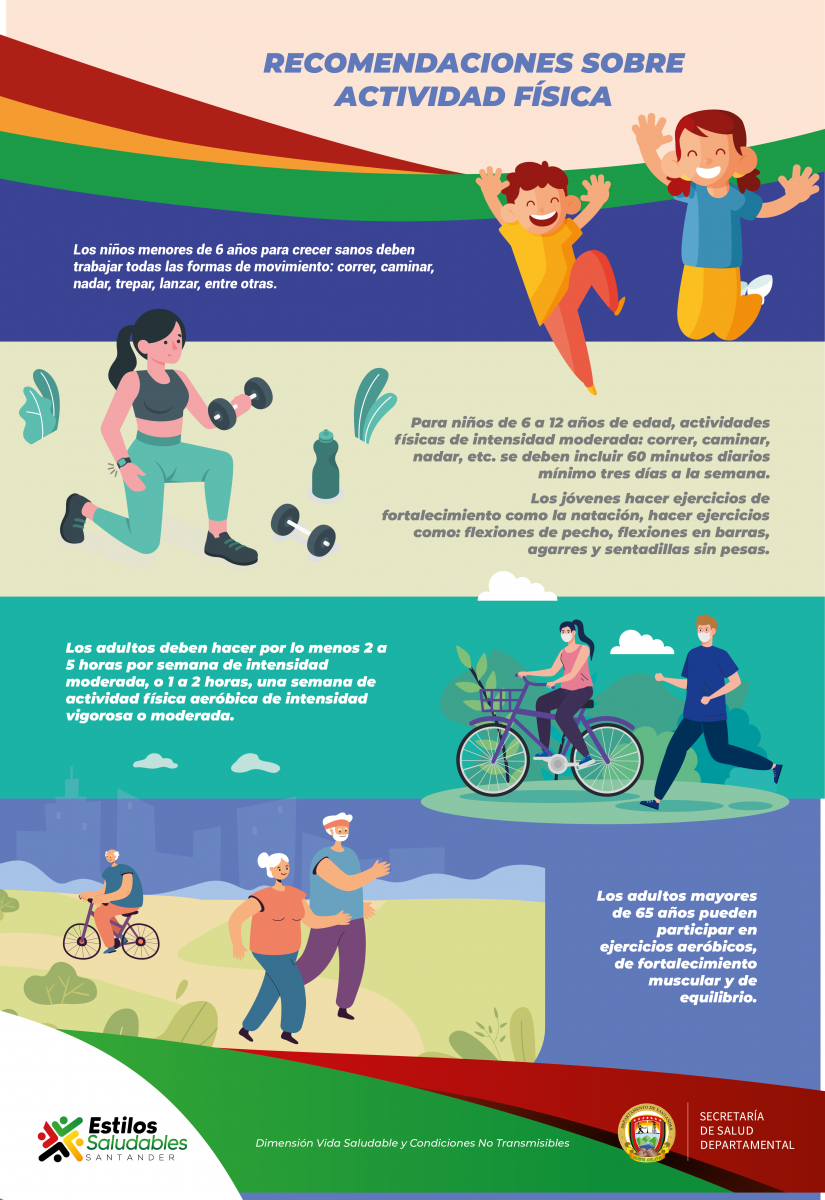 RECOMENDACIONES SOBRE
ACTIVIDAD FÍSICA
Los niños menores de 6 años para crecer sanos deben
trabajar todas las formas de movimiento: correr, caminar,
nadar, trepar, lanzar, entre otras.
Para niños de 6 a 12 años de edad, actividades
físicas de intensidad moderada: correr, caminar,
nadar, etc. se deben incluir 60 minutos diarios
mínimo tres días a la semana.
Los jóvenes hacer ejercicios de
fortalecimiento como la natación, hacer ejercicios
como: flexiones de pecho, flexiones en barras,
agarres y sentadillas sin pesas.
Los adultos deben hacer por lo menos 2 a
5 horas por semana de intensidad
moderada, o 1 a 2 horas, una semana de
actividad física aeróbica de intensidad
vigorosa o moderada.
Los adultos mayores
de 65 años pueden
participar en
ejercicios aeróbicos,
de fortalecimiento
muscular y de
equilibrio.
Estilos
Saludables
SANTANDER
Dimensión Vida Saludable y Condiciones No Transmisibles
SECRETARÍA
DE SALUD
DEPARTAMENTAL